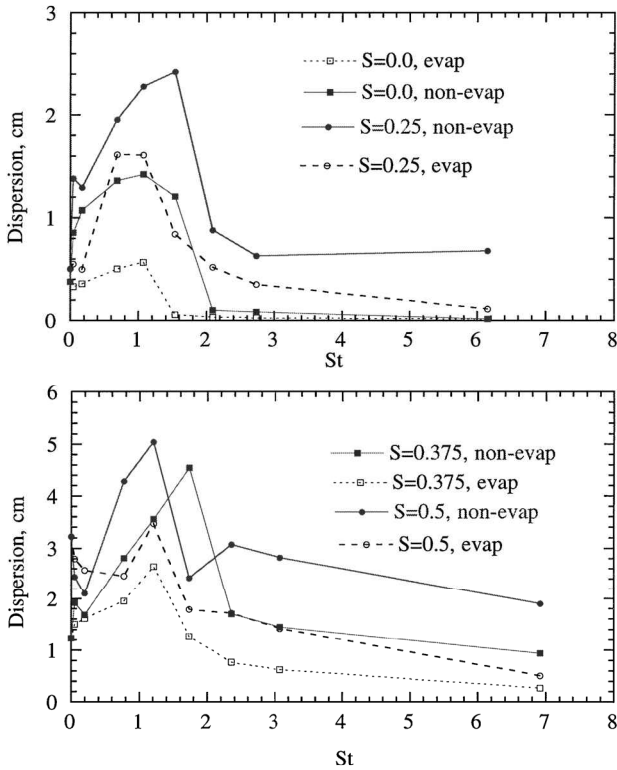 3
2
1
0
Dispersion, cm
S=0.0, evap
S=0.0, non-evap
S=0.25, non-evap
S=0.25, evap
0 1 2 3 4 5 6 7 8
St
6
5
4
3
2
1
0
Dispersion, cm
S=0.375, non-evap
S=0.375, evap
S=0.5, non-evap
S=0.5, evap
0 1 2 3 4 5 6 7 8
St